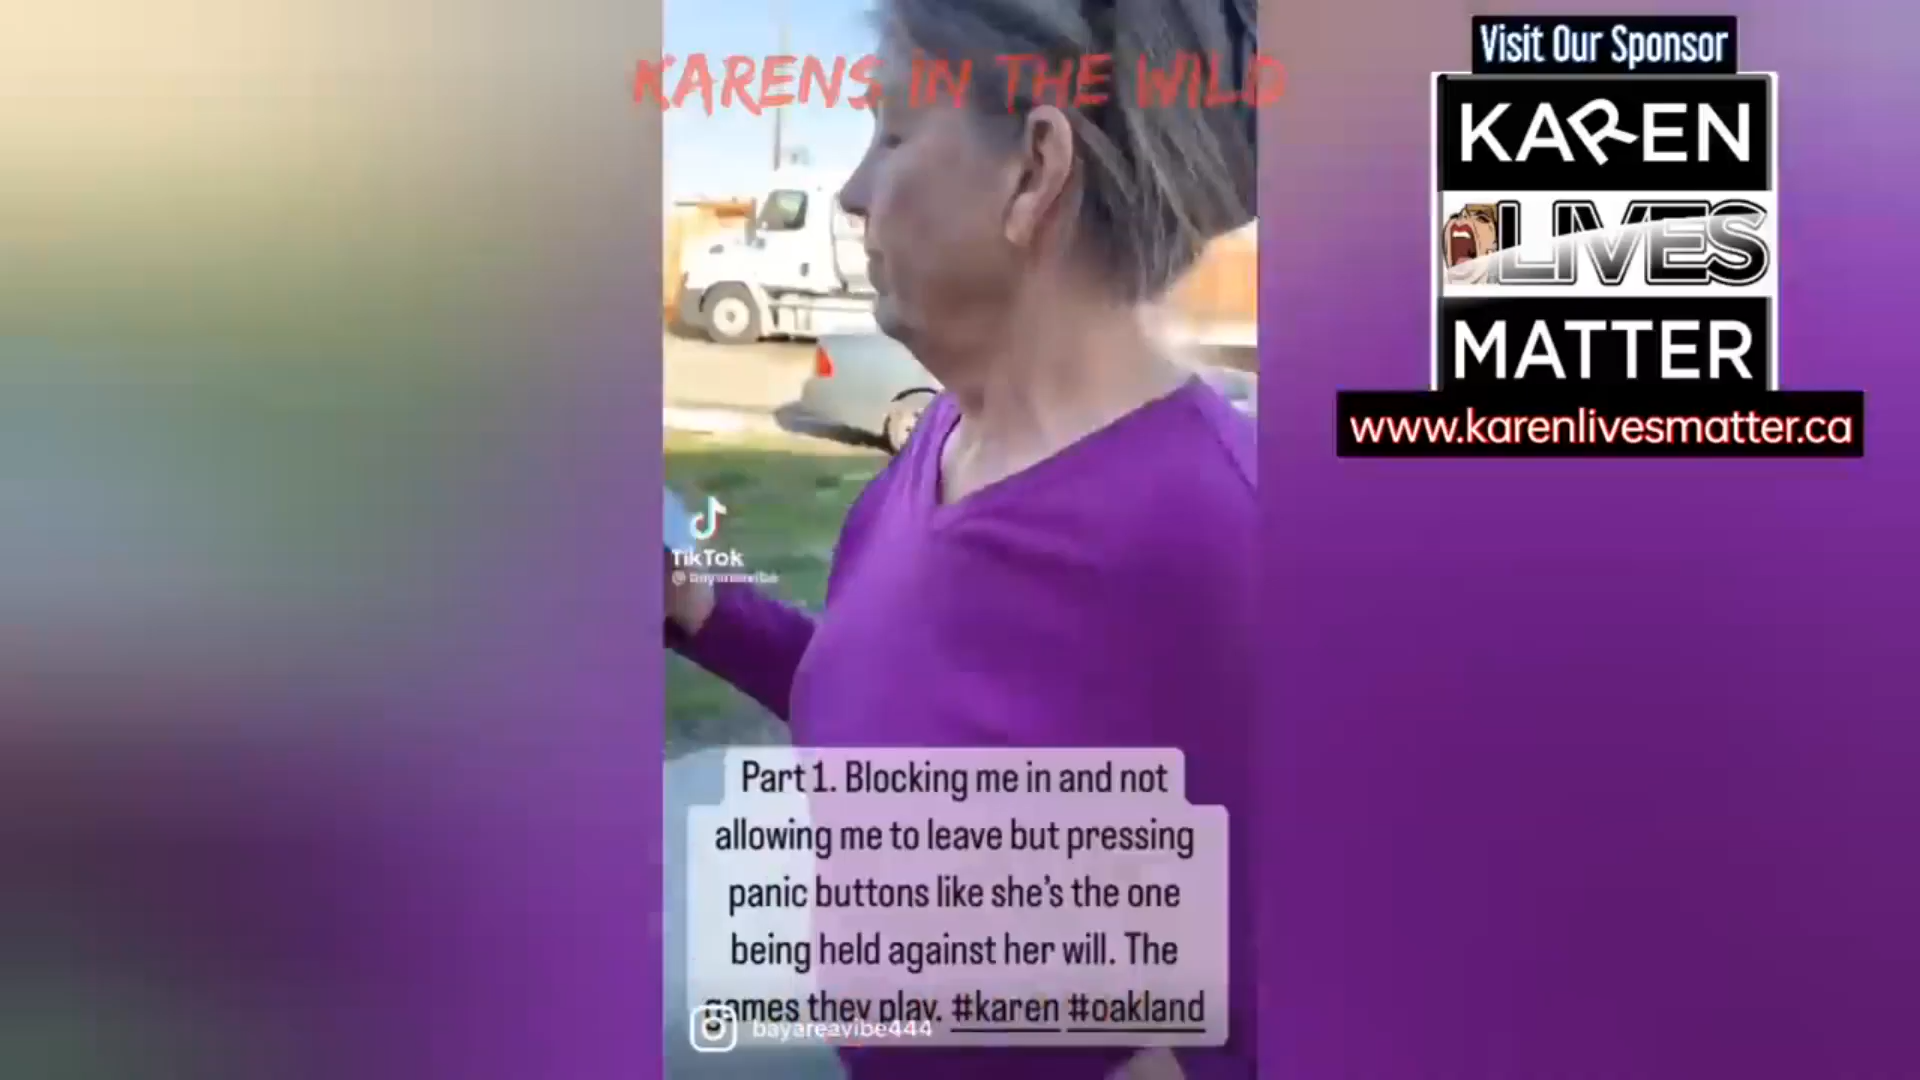 KARENS IN THE WILD
Visit Our Sponsor
KAREN
LIVES
MATTER
www.karenlivesmatter.ca
TikTok
Part 1. Blocking me in and not
allowing me to leave but pressing
panic buttons like she's the one
being held against her will. The
games they play. #karen #oakland
bayareavibe444